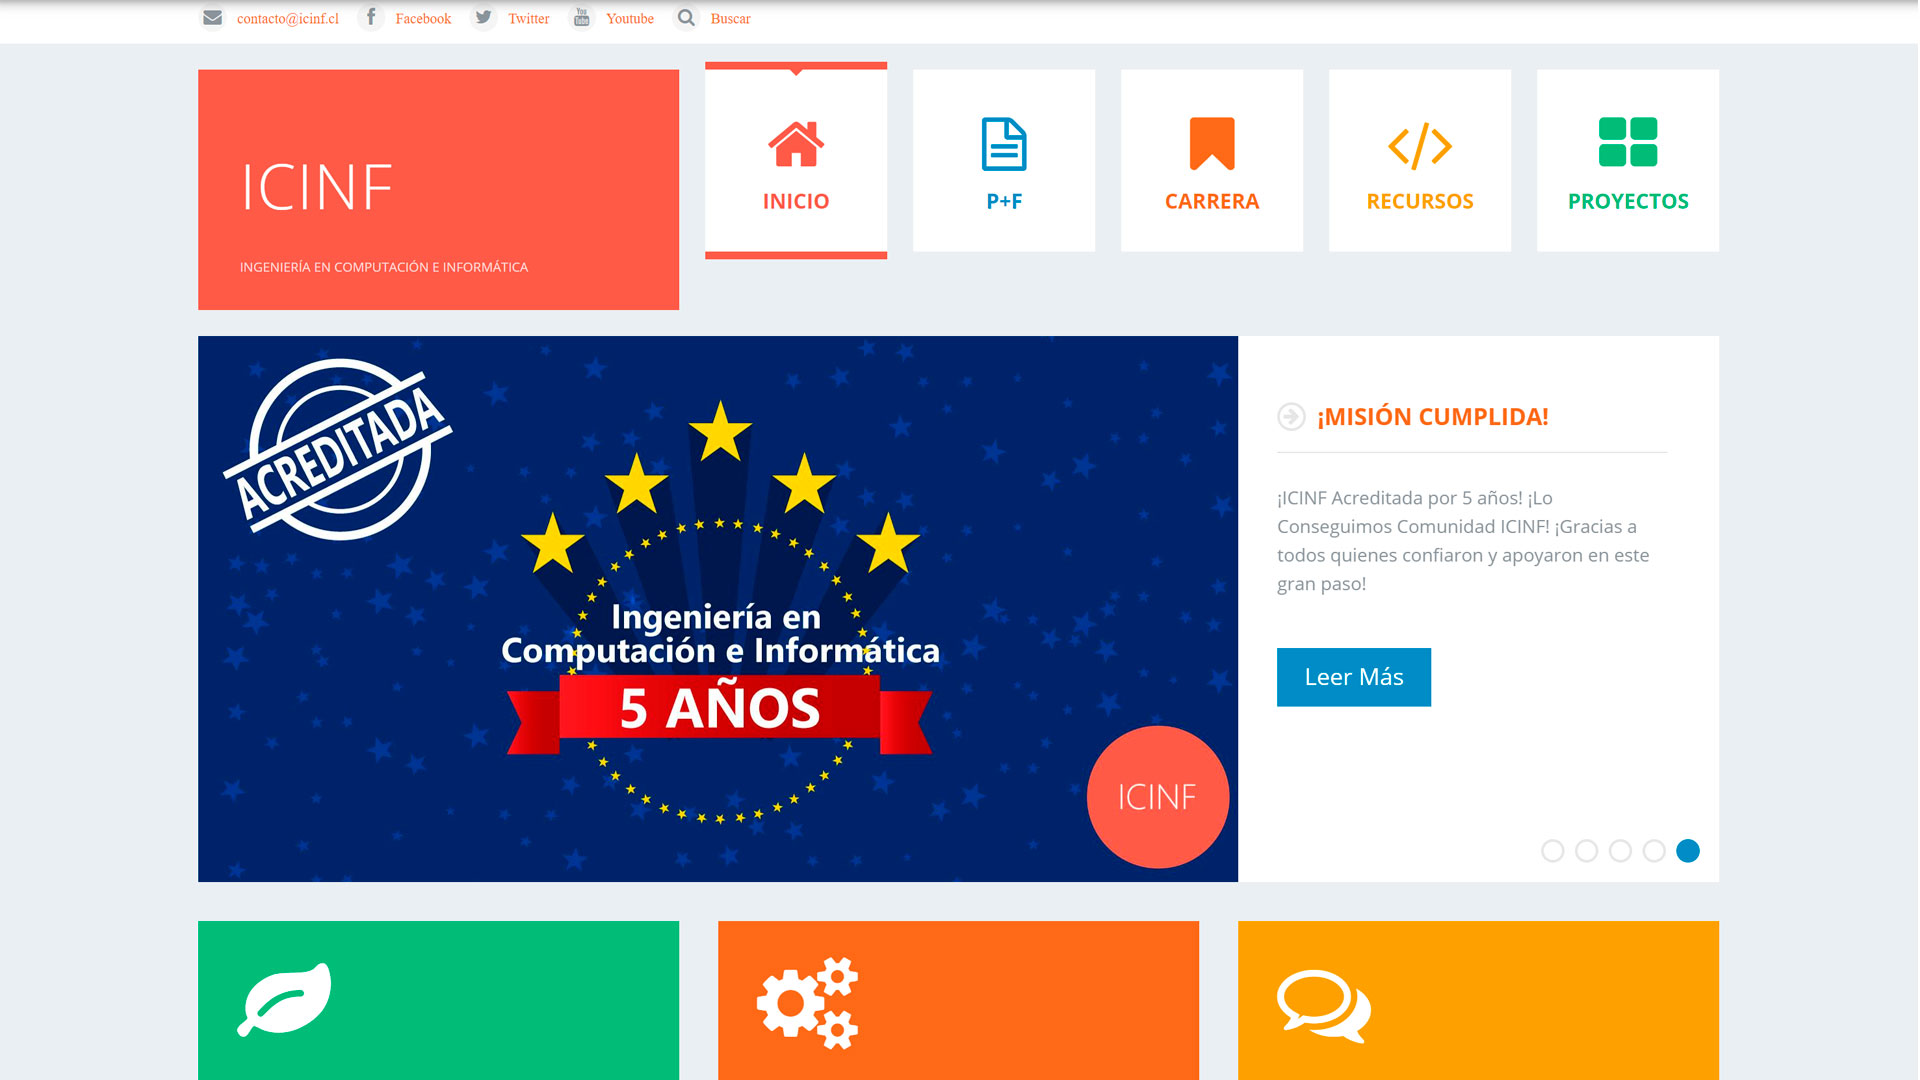 contacto@icinf.cl Facebook Twitter Youtube Buscar
ICINF
INGENIERÍA EN COMPUTACIÓN E INFORMÁTICA
INICIO
P+F
CARRERA
RECURSOS
PROYECTOS
ACREDITADA
Ingeniería en
Computación e Informática
5 AÑOS
ICINF
¡MISIÓN CUMPLIDA!
¡ICINF Acreditada por 5 años! ¡Lo
Conseguimos Comunidad ICINF! ¡Gracias a
todos quienes confiaron y apoyaron en este
gran paso!
Leer Más